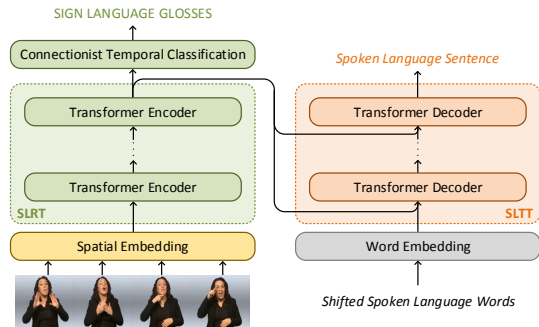 SIGN LANGUAGE GLOSSES
Connectionist Temporal Classification
Transformer Encoder
Transformer Encoder
SLRT
Spatial Embedding
Spoken Language Sentence
Transformer Decoder
Transformer Decoder
SLTT
Word Embedding
Shifted Spoken Language Words